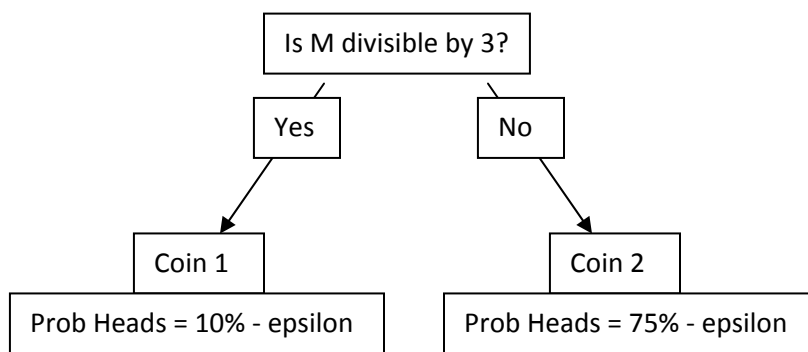 Is M divisible by 3?
Yes
No
Coin 1
Coin 2
Prob Heads = 10% - epsilon
Prob Heads = 75% - epsilon